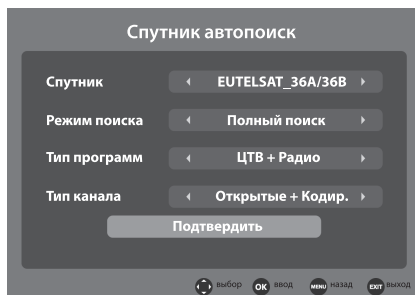 Спутник автопоиск
Спутник EUTELSAT_36A/36B
Режим поиска Полный поиск
Тип программ ЦТВ + Радио
Тип канала Открытые + Кодир.
Подтвердить
выбор OK ввод MENU назад EXIT выход